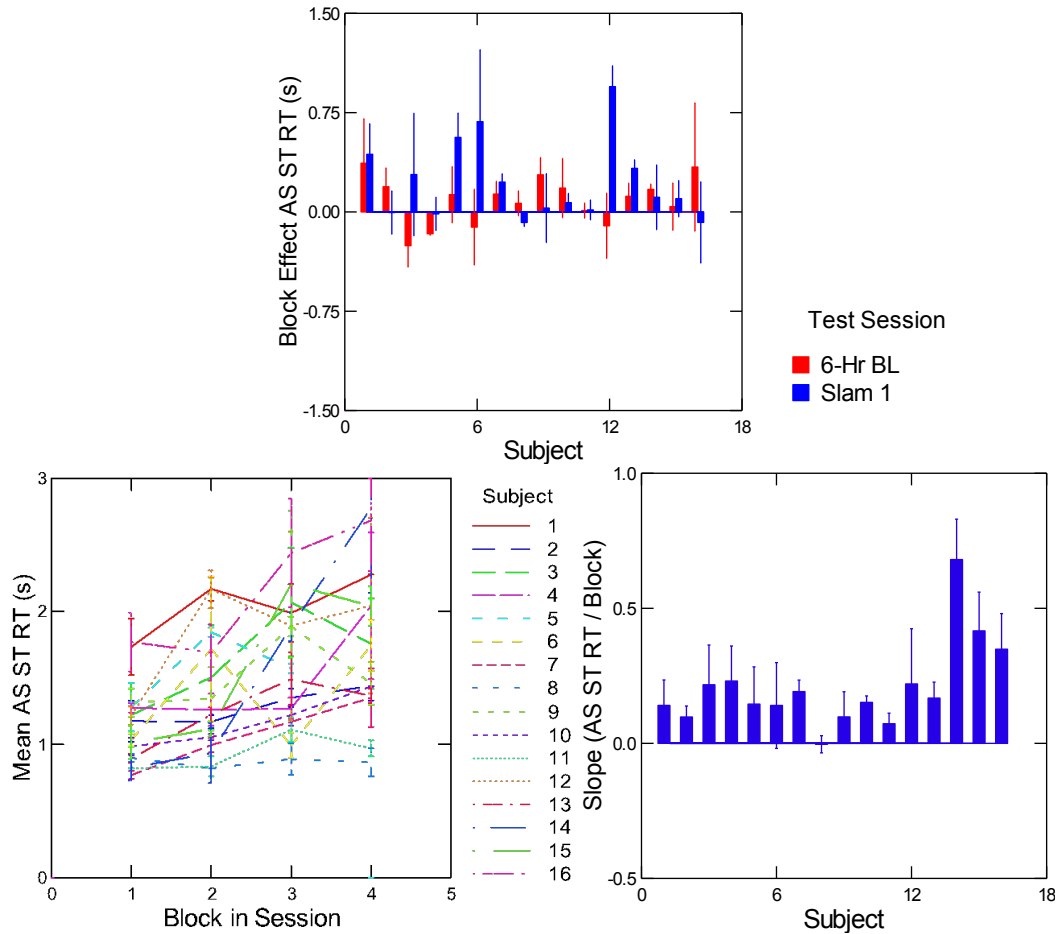 Block Effect AS ST RT (s)
1.50
0.75
0.00
-0.75
-1.50
0 6 12 18
Subject
Test Session
6-Hr BL
Slam 1
Mean AS ST RT (s)
3
2
1
0
0 1 2 3 4 5
Block in Session
Subject
1
2
3
4
5
6
7
8
9
10
11
12
13
14
15
16
Slope (AS ST RT / Block)
1.0
0.5
0.0
-0.5
0 6 12 18
Subject